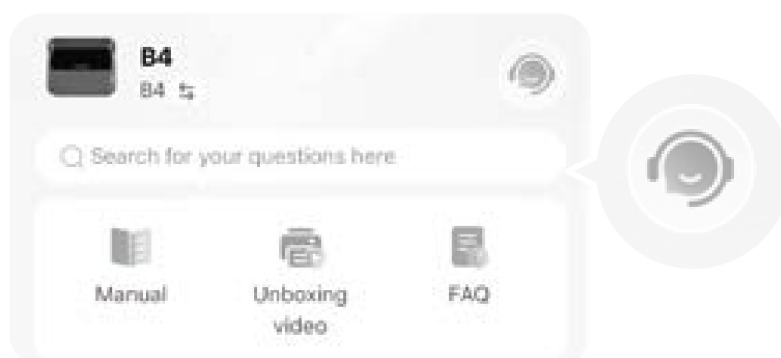 B4
B4
Search for your questions here
Manual
Unboxing
video
FAQ